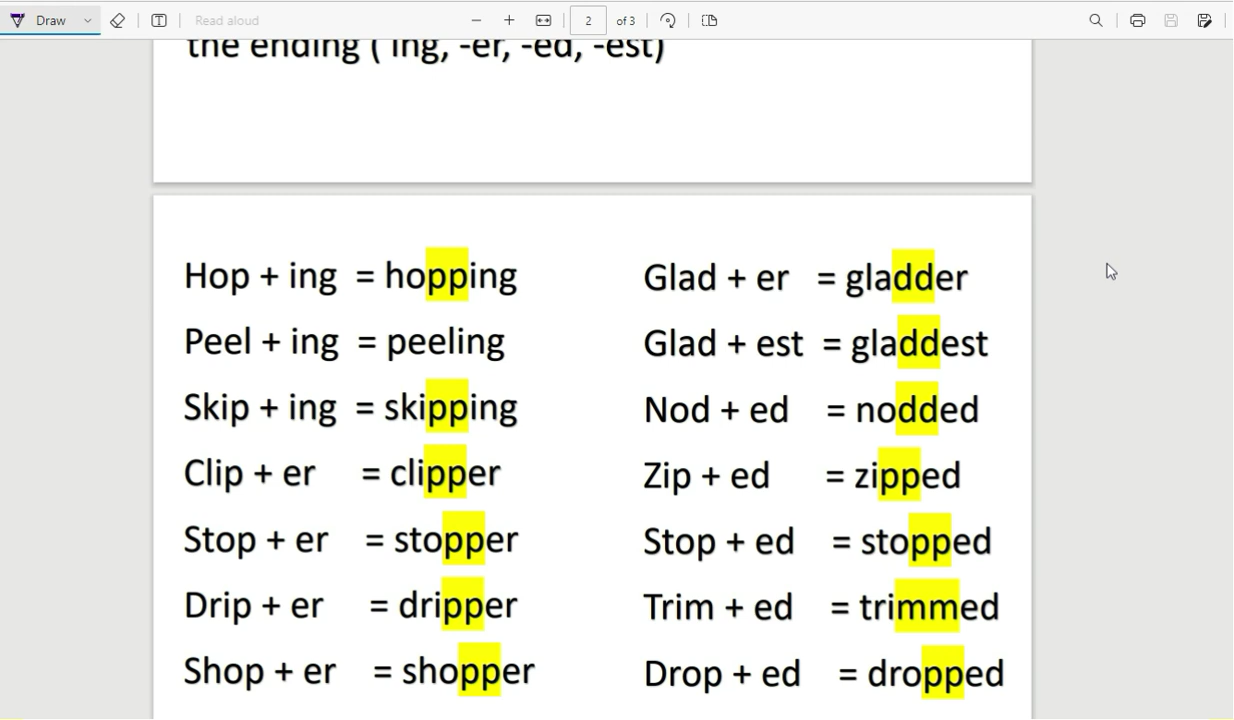 Draw Read aloud 2 of 3
the ending ( ing, -er, -ed, -est)
Hop + ing = hopping
Peel + ing = peeling
Skip + ing = skipping
Clip + er = clipper
Stop + er = stopper
Drip + er = dripper
Shop + er = shopper
Glad + er = gladder
Glad + est = gladdest
Nod + ed = nodded
Zip + ed = zipped
Stop + ed = stopped
Trim + ed = trimmed
Drop + ed = dropped